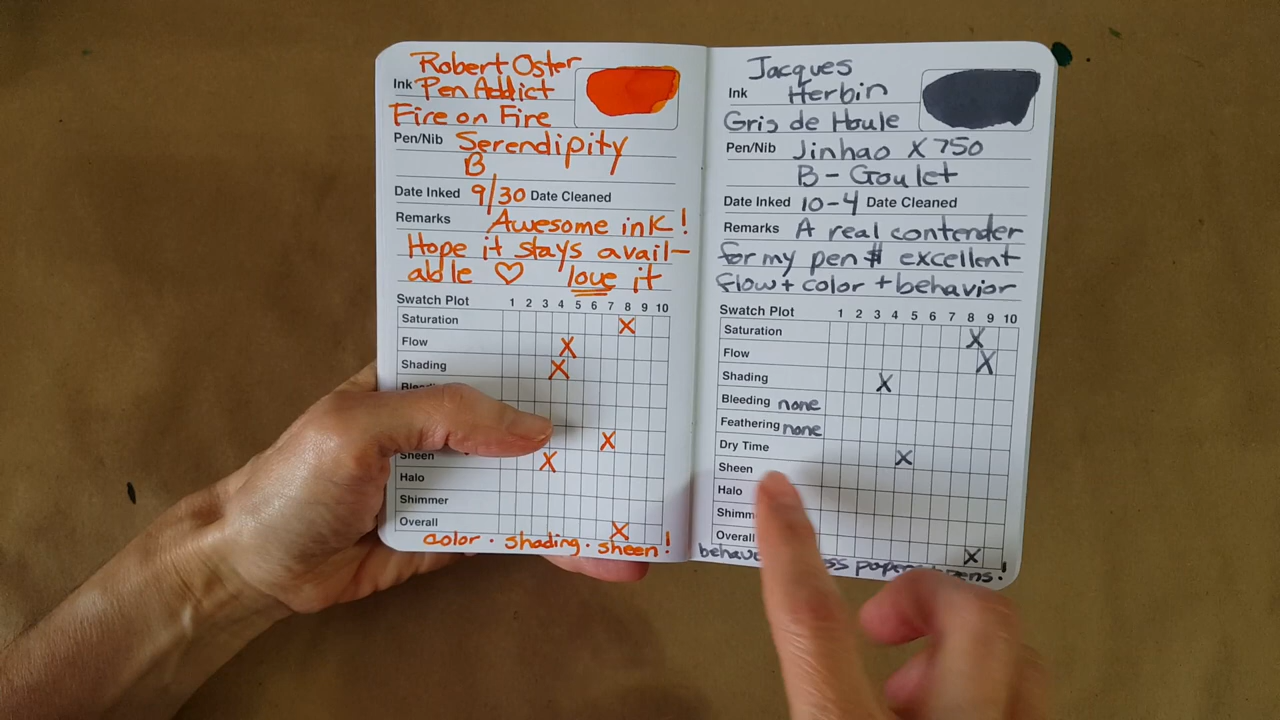 Robert Oster
Ink Pen Addict
Fire on Fire
Pen/Nib Serendipity
B
Date Inked 9/30 Date Cleaned
Remarks Awesome ink!
Hope it stays avail-
able ♡ love it
Swatch Plot 1 2 3 4 5 6 7 8 9 10
Saturation X
Flow X
Shading X
X
Sheen X
Halo
Shimmer
Overall X
color · shading · sheen!
Jacques
Ink Herbin
Gris de Houle
Pen/Nib Jinhao X750
B - Goulet
Date Inked 10-4 Date Cleaned
Remarks A real contender
for my pen # excellent
flow + color + behavior
Swatch Plot 1 2 3 4 5 6 7 8 9 10
Saturation X
Flow X
Shading X
Bleeding none
Feathering none
Dry Time X
Sheen
Halo
Overall X